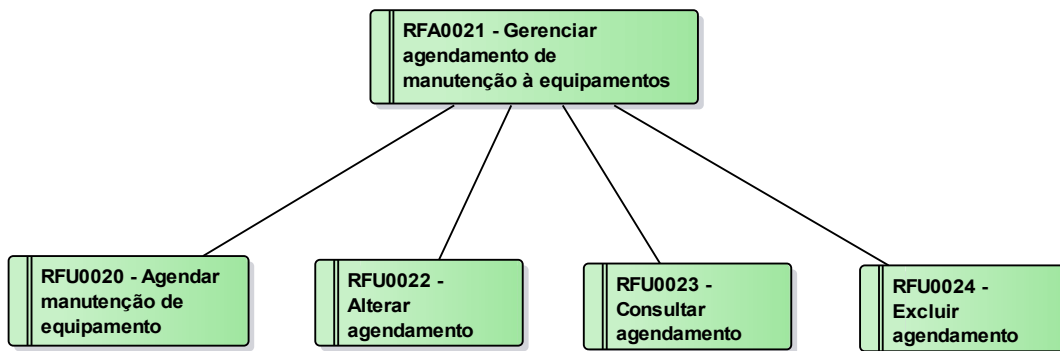 RFA0021 - Gerenciar
agendamento de
manutenção à equipamentos
RFU0020 - Agendar
manutenção de
equipamento
RFU0022 -
Alterar
agendamento
RFU0023 -
Consultar
agendamento
RFU0024 -
Excluir
agendamento